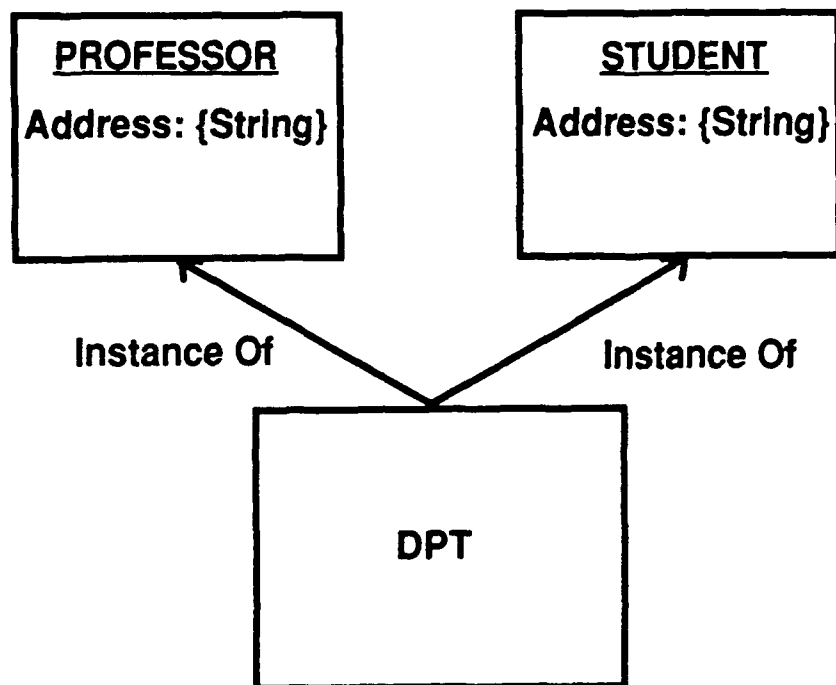 PROFESSOR
Address: {String}
STUDENT
Address: {String}
Instance Of
Instance Of
DPT